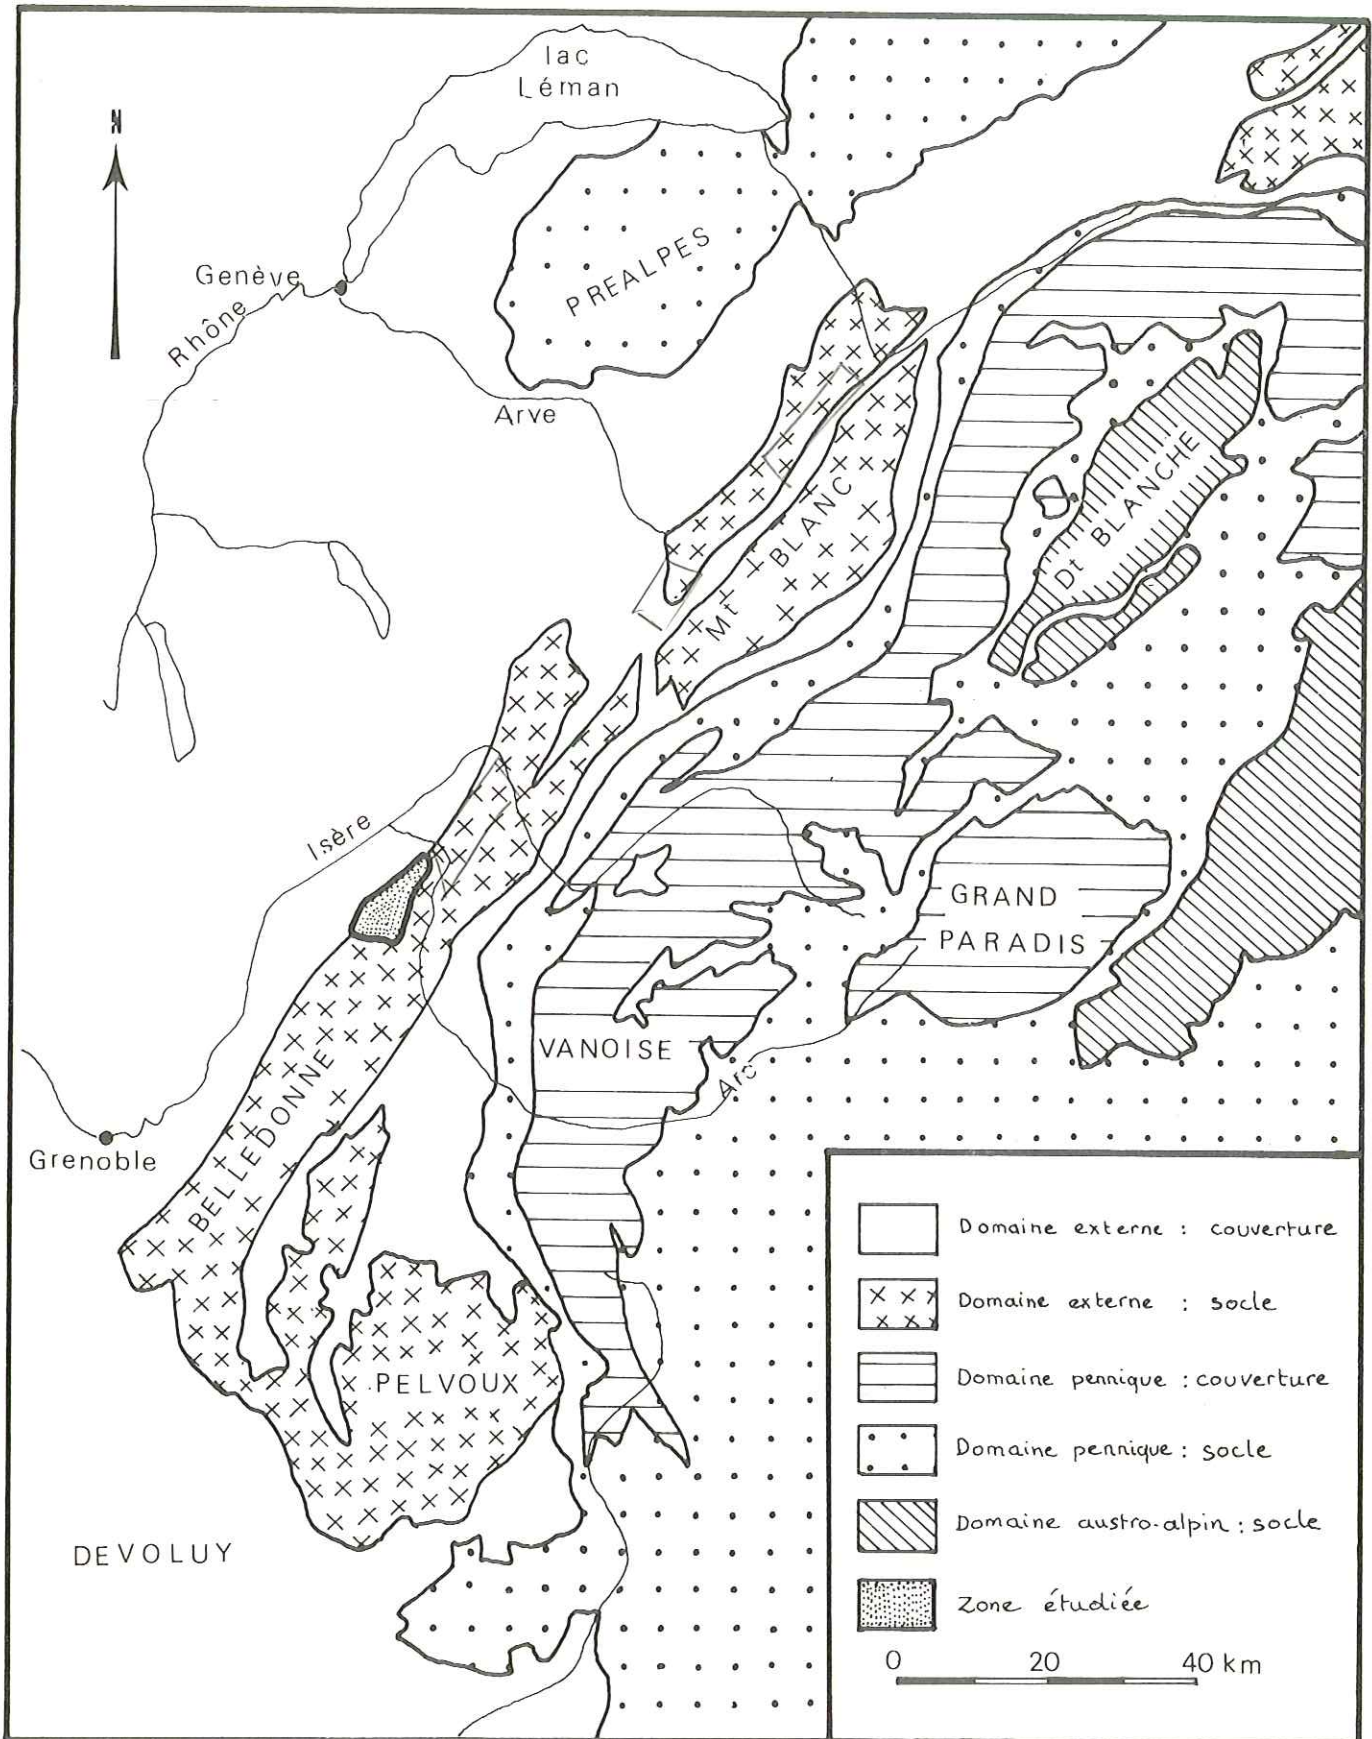 lac
Léman
N
PREALPES
Genève
Rhône
Arve
Dt BLANCHE
Mt BLANC
Isère
GRAND
PARADIS
VANOISE
Arc
BELLEDONNE
Grenoble
PELVOUX
DEVOLUY
Domaine externe : couverture
Domaine externe : socle
Domaine pennique : couverture
Domaine pennique : socle
Domaine austro-alpin : socle
Zone étudiée
0 20 40 km